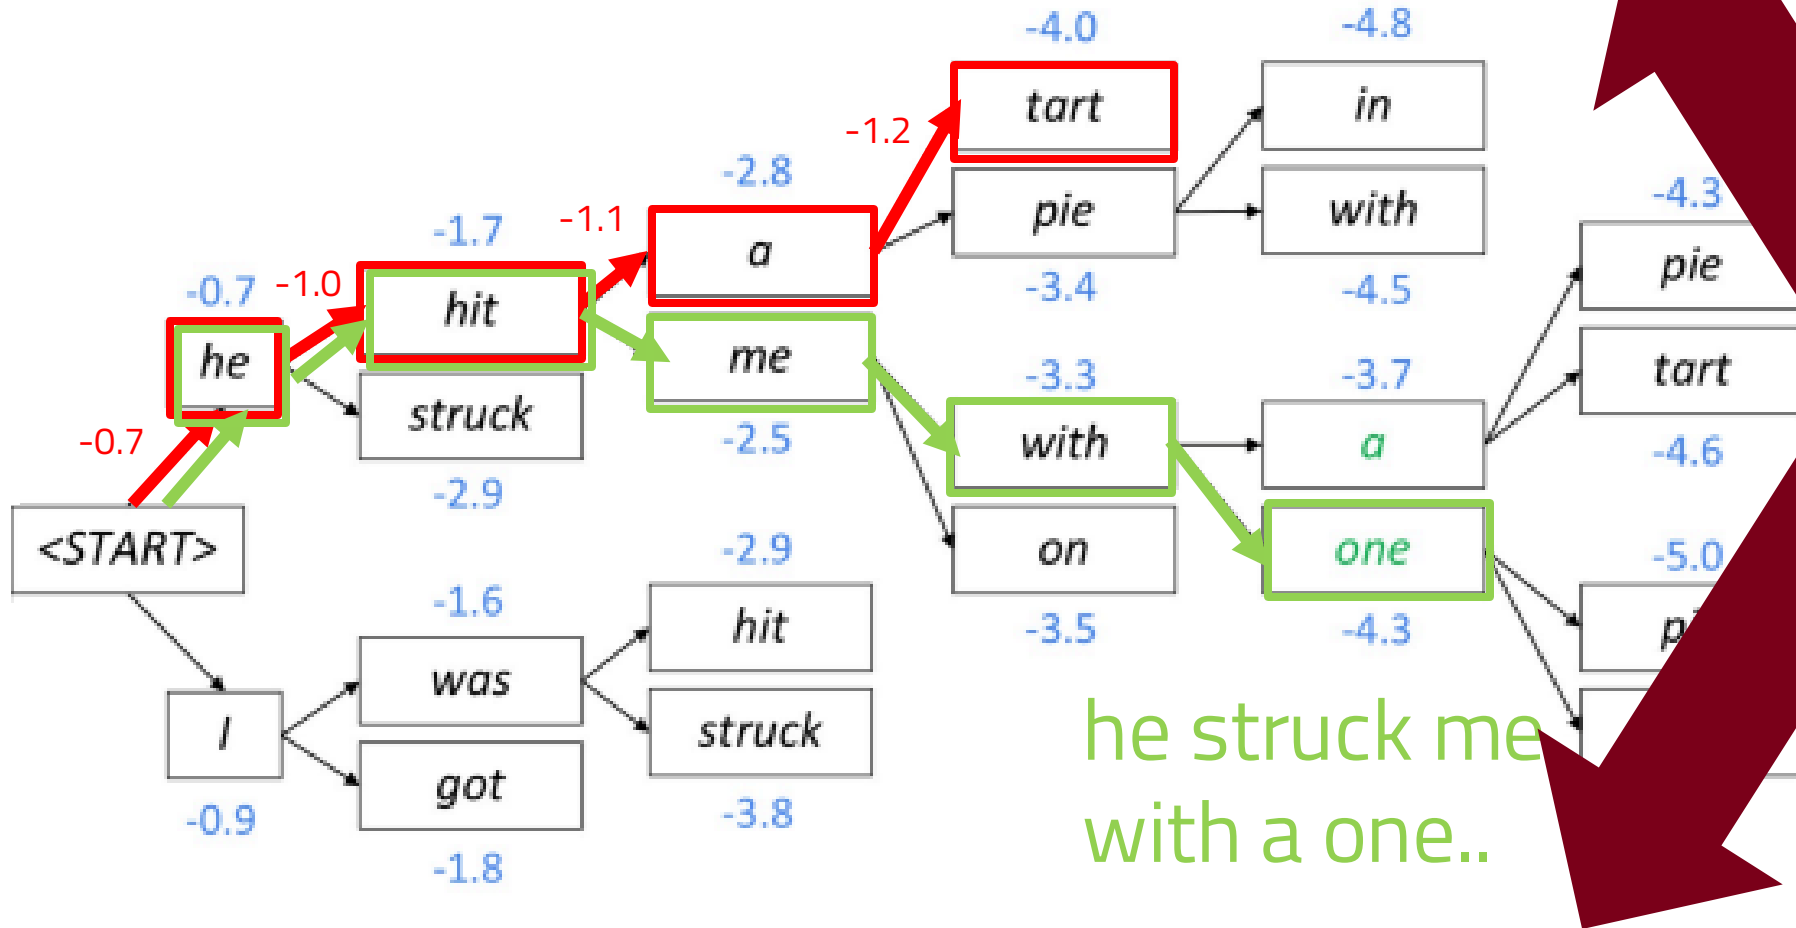 -4.0
-4.8
tart
in
-1.2
-2.8
pie
with
-4.3
-1.1
-1.7
a
-3.4
-4.5
pie
-0.7
-1.0
hit
he
me
-3.3
-3.7
tart
struck
-2.5
with
a
-4.6
-0.7
-2.9
<START>
-2.9
on
one
-5.0
-1.6
hit
-3.5
-4.3
was
I
struck
he struck me
got
-3.8
with a one..
-0.9
-1.8